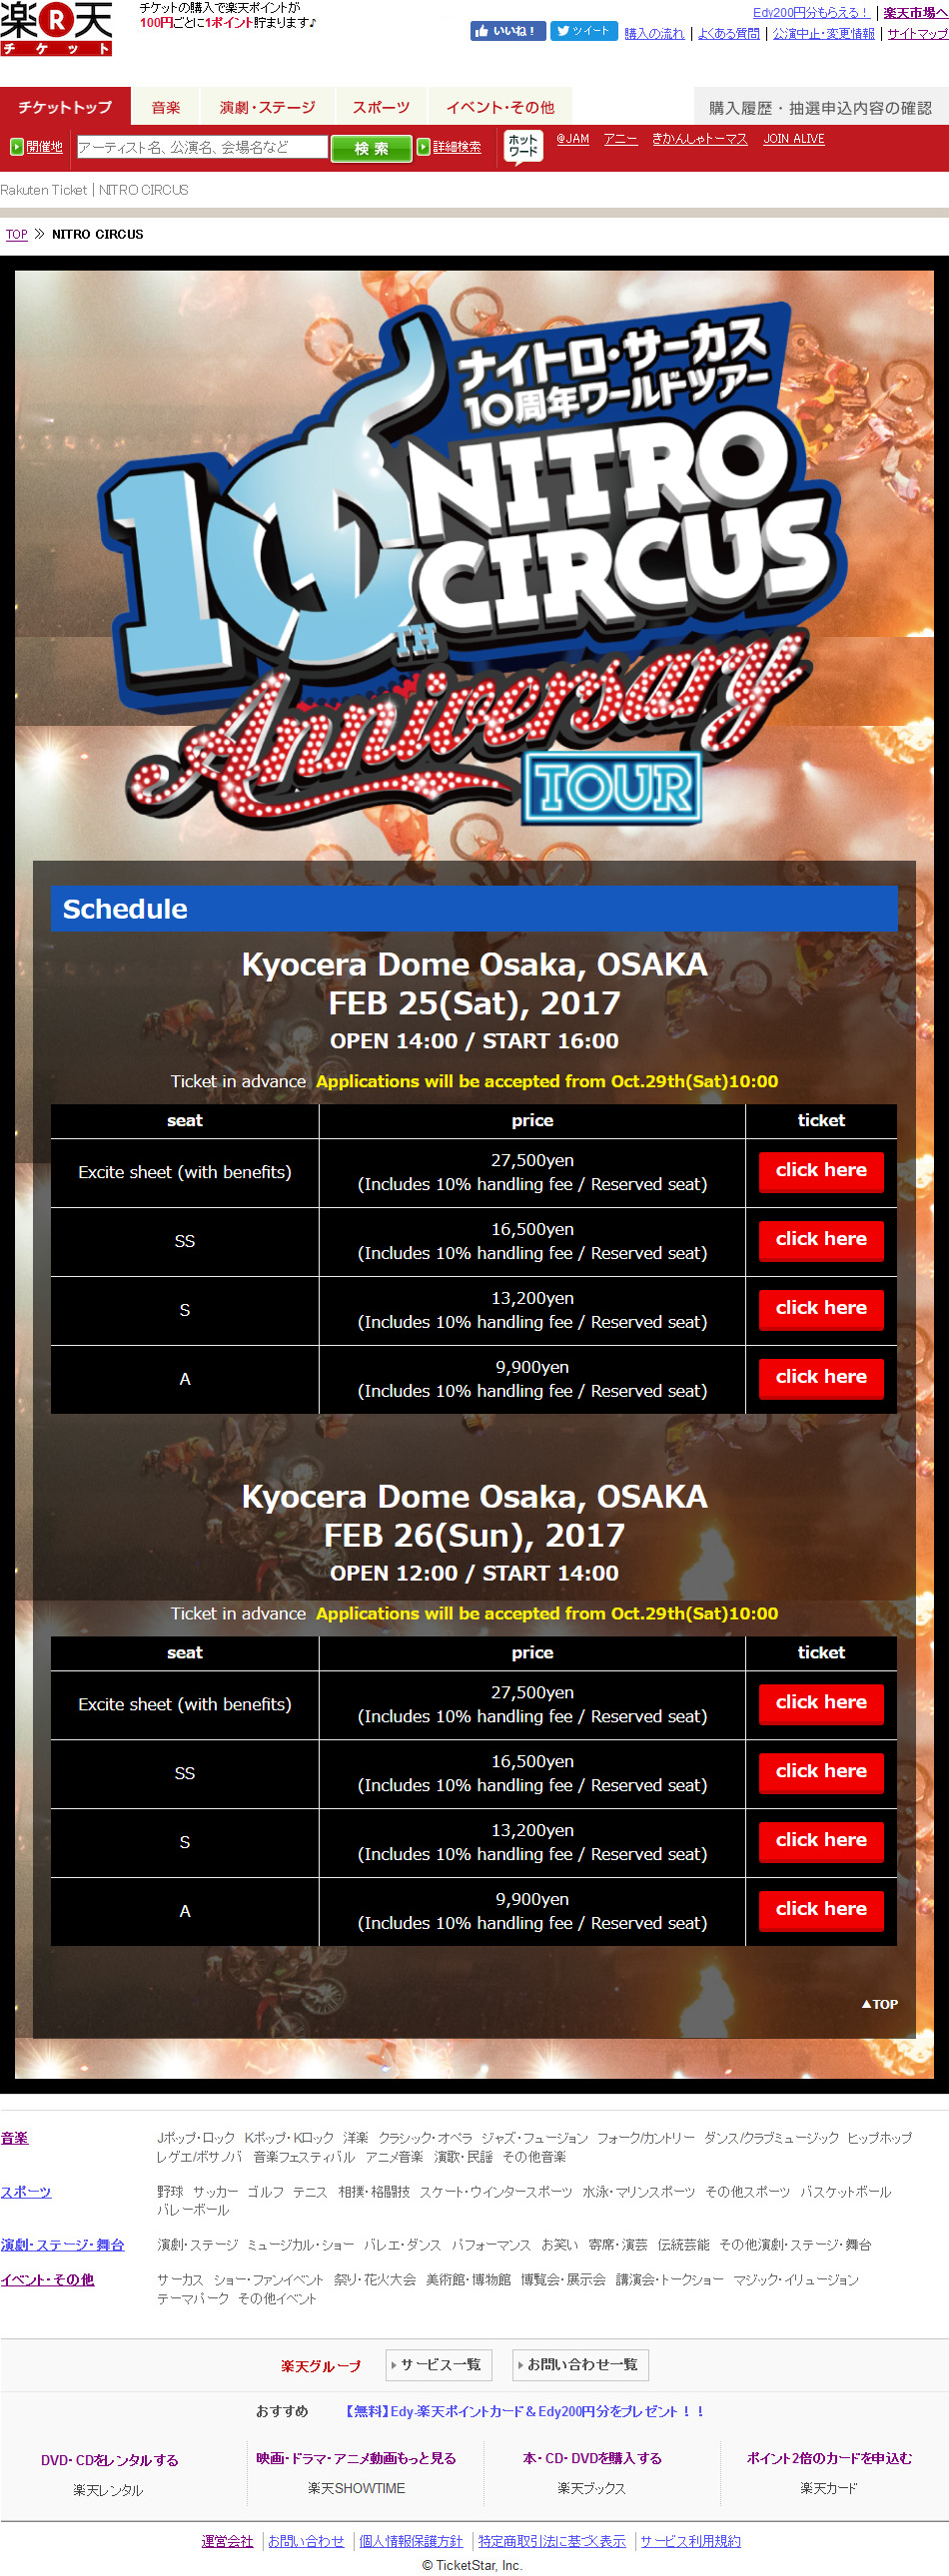 楽R天
チケット
チケットの購入で楽天ポイントが
100円ごとに1ポイント貯まります♪
Edy200円分もらえる！ | 楽天市場へ
いいね！ ツイート 購入の流れ | よくある質問 | 公演中止・変更情報 | サイトマップ
チケットトップ 音楽 演劇・ステージ スポーツ イベント・その他 購入履歴・抽選申込内容の確認
開催地 アーティスト名、公演名、会場名など 検索 詳細検索 ホットワード @JAM アニー きかんしゃトーマス JOIN ALIVE
Rakuten Ticket | NITRO CIRCUS
TOP » NITRO CIRCUS
ナイトロ・サーカス
10周年ワールドツアー
10TH NITRO
CIRCUS
Anniversary
TOUR
Schedule
Kyocera Dome Osaka, OSAKA
FEB 25(Sat), 2017
OPEN 14:00 / START 16:00
Ticket in advance Applications will be accepted from Oct.29th(Sat)10:00
seat price ticket
Excite sheet (with benefits) 27,500yen
(Includes 10% handling fee / Reserved seat) click here
SS 16,500yen
(Includes 10% handling fee / Reserved seat) click here
S 13,200yen
(Includes 10% handling fee / Reserved seat) click here
A 9,900yen
(Includes 10% handling fee / Reserved seat) click here
Kyocera Dome Osaka, OSAKA
FEB 26(Sun), 2017
OPEN 12:00 / START 14:00
Ticket in advance Applications will be accepted from Oct.29th(Sat)10:00
seat price ticket
Excite sheet (with benefits) 27,500yen
(Includes 10% handling fee / Reserved seat) click here
SS 16,500yen
(Includes 10% handling fee / Reserved seat) click here
S 13,200yen
(Includes 10% handling fee / Reserved seat) click here
A 9,900yen
(Includes 10% handling fee / Reserved seat) click here
▲TOP
音楽 Jポップ・ロック Kポップ・Kロック 洋楽 クラシック・オペラ ジャズ・フュージョン フォーク/カントリー ダンス/クラブミュージック ヒップホップ
レゲエ/ボサノバ 音楽フェスティバル アニメ音楽 演歌・民謡 その他音楽
スポーツ 野球 サッカー ゴルフ テニス 相撲・格闘技 スケート・ウインタースポーツ 水泳・マリンスポーツ その他スポーツ バスケットボール
バレーボール
演劇・ステージ・舞台 演劇・ステージ ミュージカル・ショー バレエ・ダンス パフォーマンス お笑い 寄席・演芸 伝統芸能 その他演劇・ステージ・舞台
イベント・その他 サーカス ショー・ファンイベント 祭り・花火大会 美術館・博物館 博覧会・展示会 講演会・トークショー マジック・イリュージョン
テーマパーク その他イベント
楽天グループ サービス一覧 お問い合わせ一覧
おすすめ 【無料】Edy-楽天ポイントカード＆Edy200円分をプレゼント！！
DVD・CDをレンタルする 映画・ドラマ・アニメ動画もっと見る 本・CD・DVDを購入する ポイント2倍のカードを申込む
楽天レンタル 楽天SHOWTIME 楽天ブックス 楽天カード
運営会社 | お問い合わせ | 個人情報保護方針 | 特定商取引法に基づく表示 | サービス利用規約
© TicketStar, Inc.